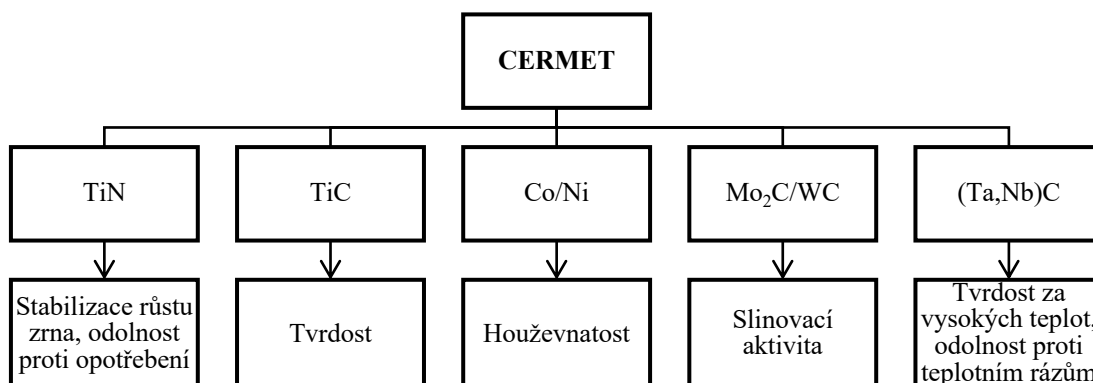 CERMET
TiN
TiC
Co/Ni
Mo₂C/WC
(Ta,Nb)C
Stabilizace růstu
zrna, odolnost
proti opotřebení
Tvrdost
Houževnatost
Slinovací
aktivita
Tvrdost za
vysokých teplot,
odolnost proti
teplotním rázům